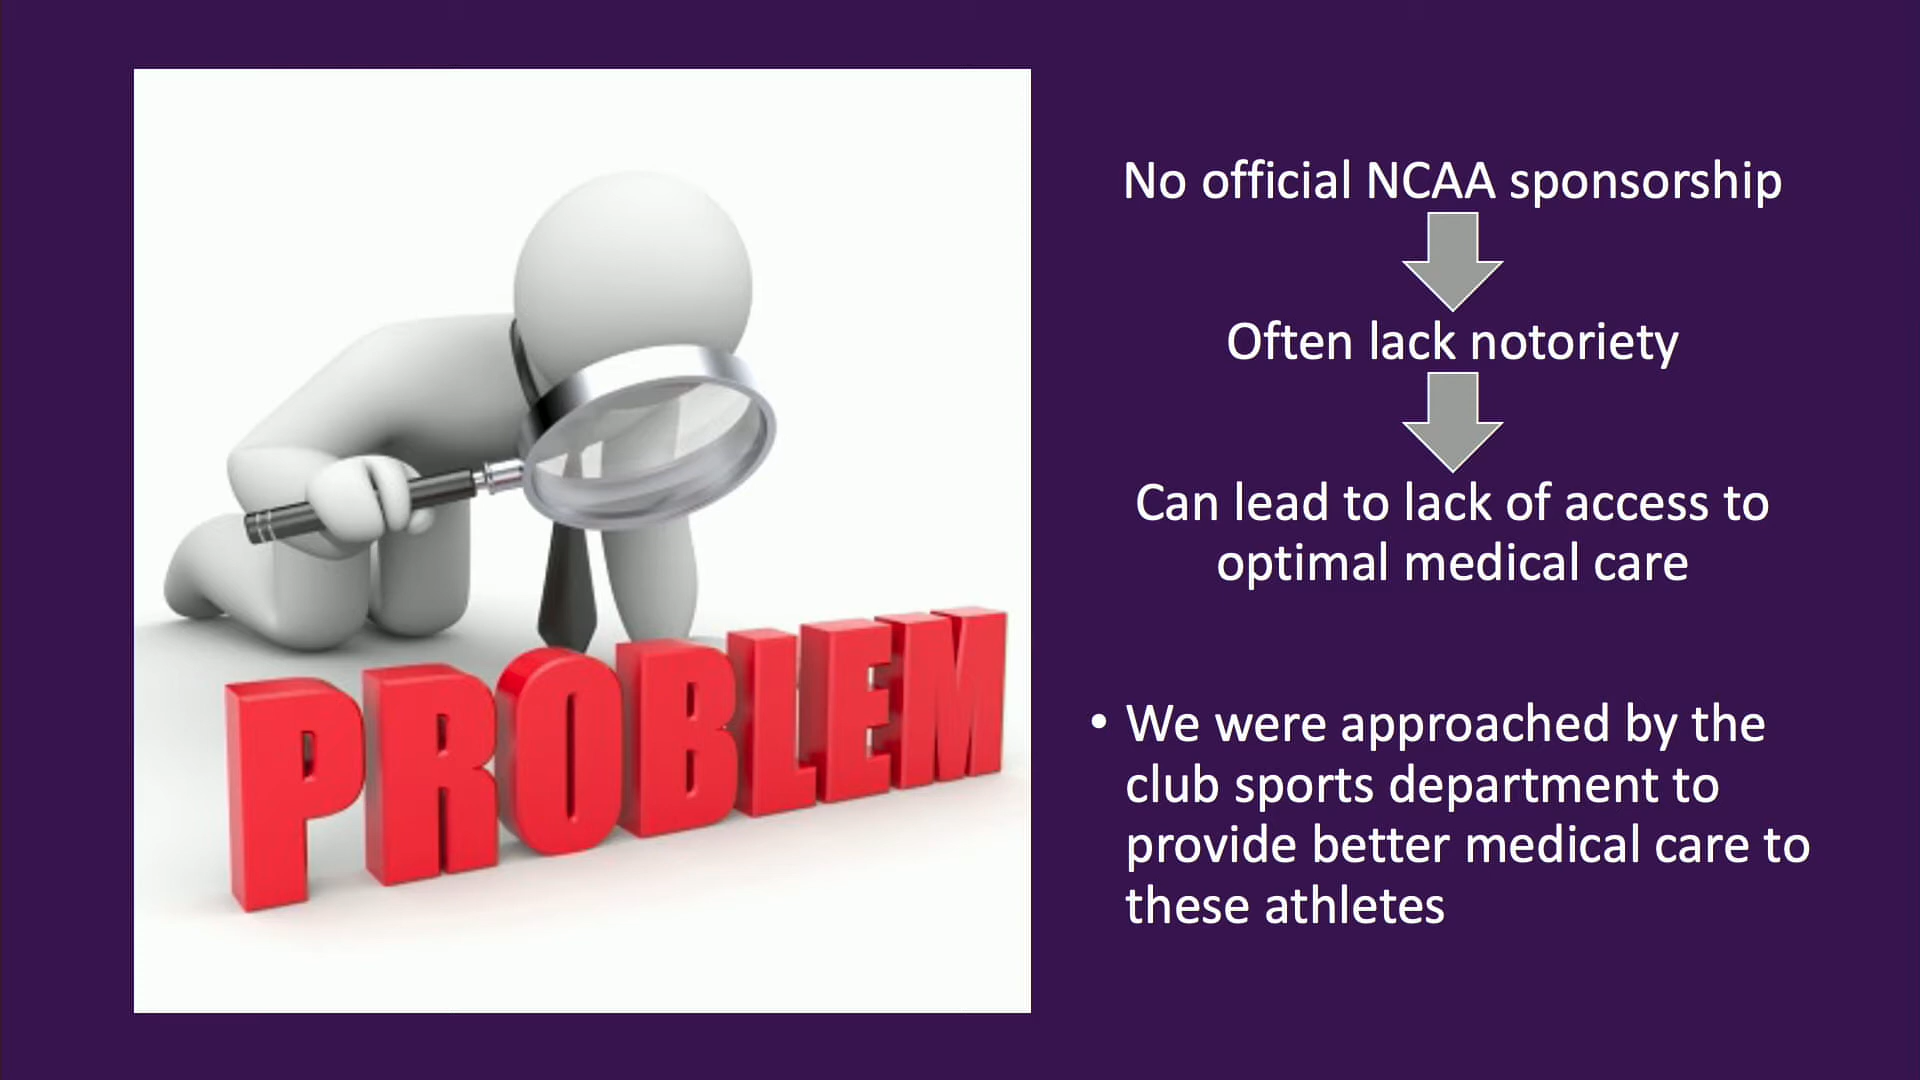 PROBLEM
No official NCAA sponsorship
Often lack notoriety
Can lead to lack of access to
optimal medical care
• We were approached by the
club sports department to
provide better medical care to
these athletes